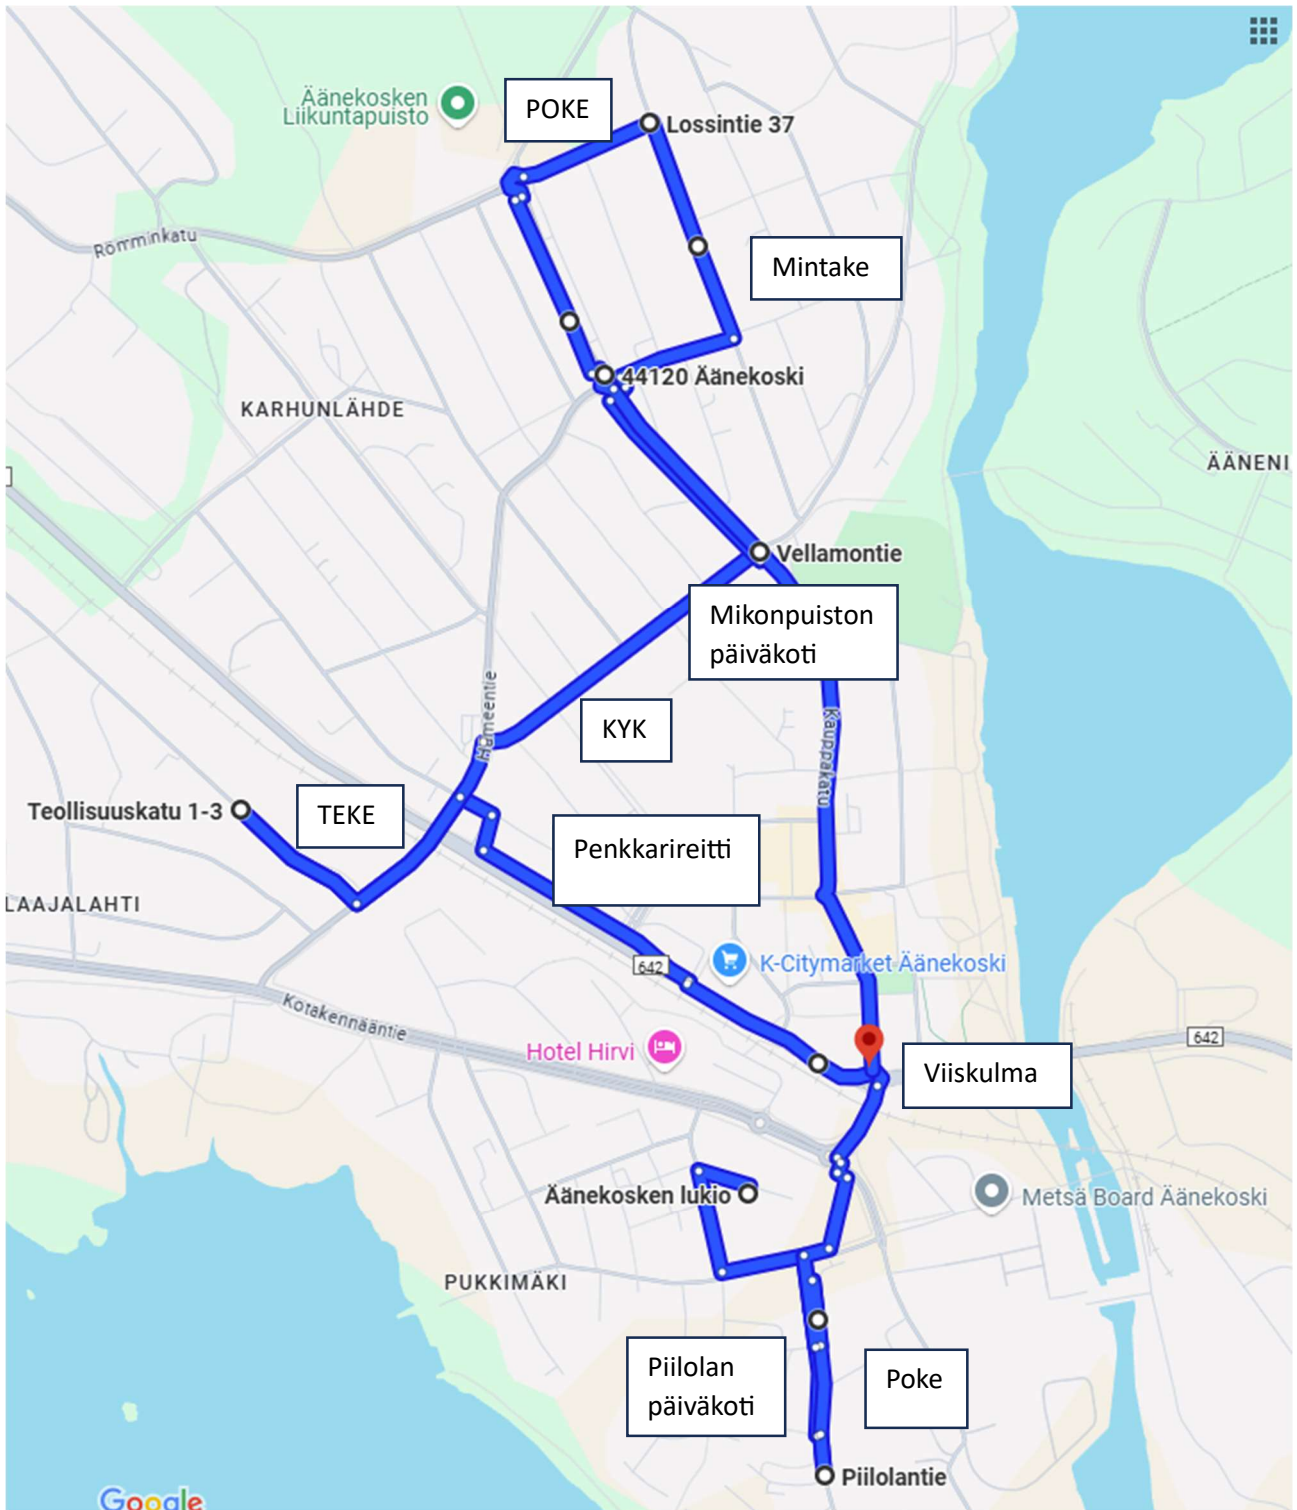 Äänekosken
Liikuntapuisto
POKE
Lossintie 37
Römminkatu
Mintake
44120 Äänekoski
KARHUNLÄHDE
ÄÄNENI
Vellamontie
Mikonpuiston
päiväkoti
Hämeentie
KYK
Kauppakatu
Teollisuuskatu 1-3
TEKE
Penkkarireitti
LAAJALAHTI
642
K-Citymarket Äänekoski
Kotakennääntie
Hotel Hirvi
642
Viiskulma
Äänekosken lukio
Metsä Board Äänekoski
PUKKIMÄKI
Piilolan
päiväkoti
Poke
Piilolantie
Google